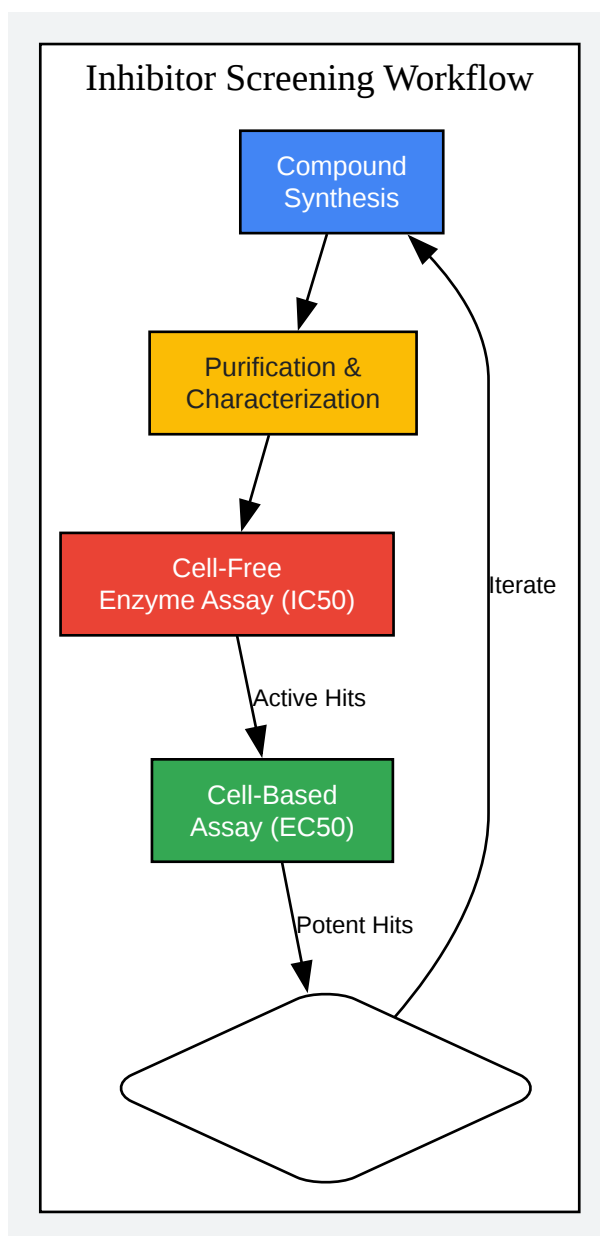 Inhibitor Screening Workflow
Compound
Synthesis
Purification &
Characterization
Cell-Free
Enzyme Assay (IC50)
Iterate
Active Hits
Cell-Based
Assay (EC50)
Potent Hits